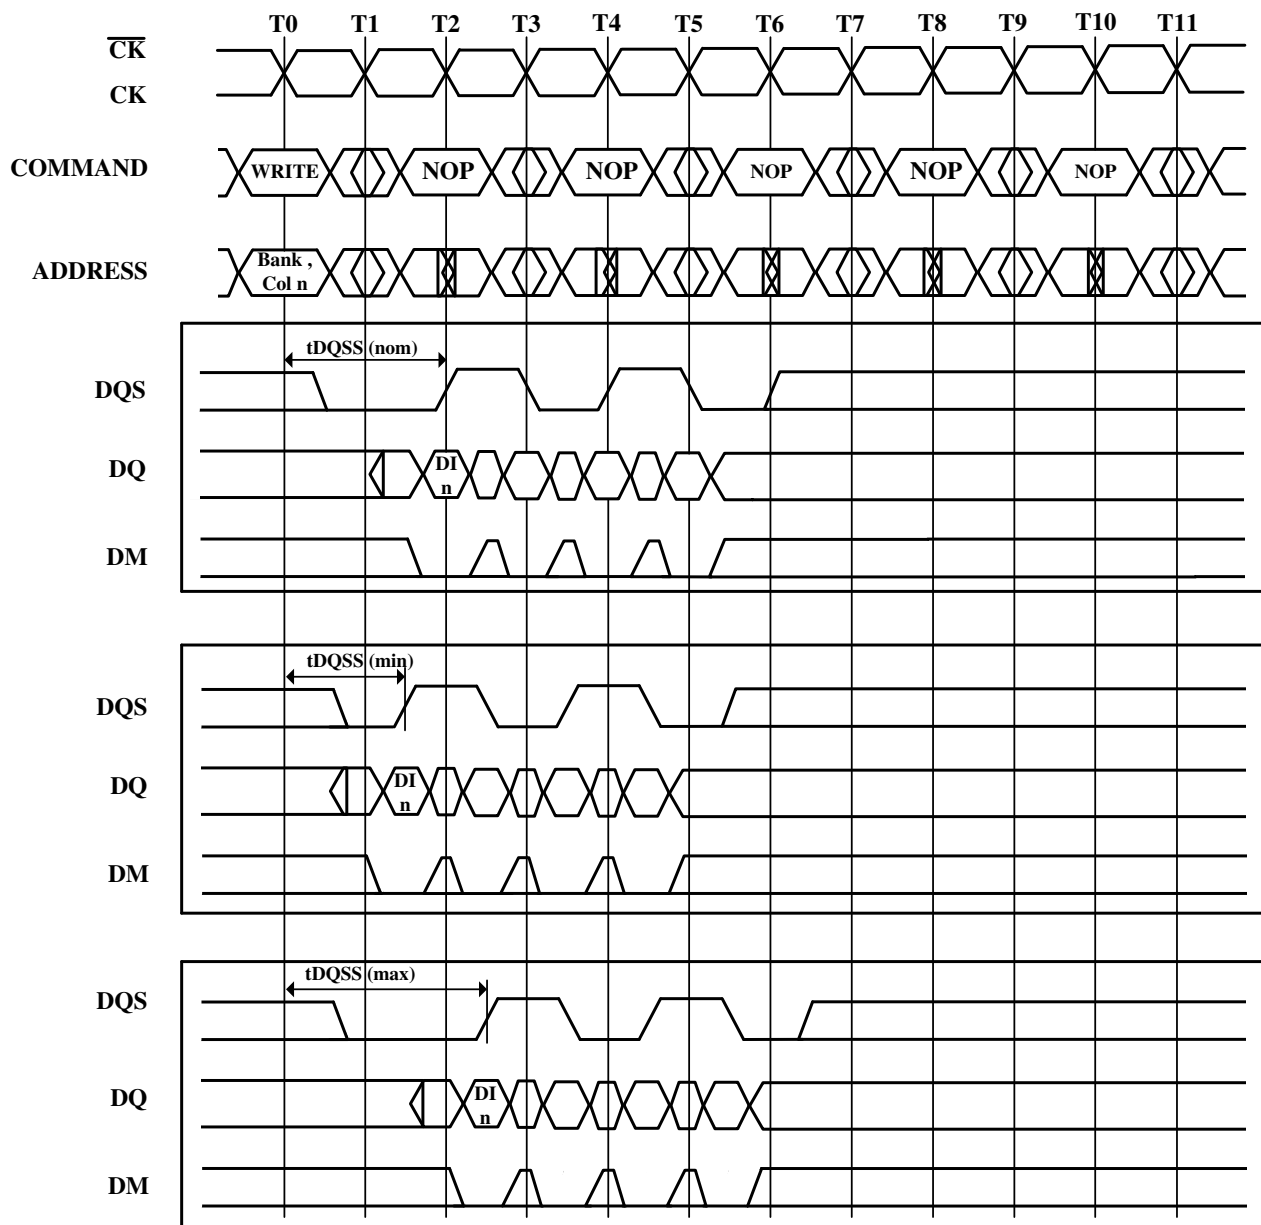 T0 T1 T2 T3 T4 T5 T6 T7 T8 T9 T10 T11
CK
CK
COMMAND WRITE NOP NOP NOP NOP NOP
ADDRESS Bank ,
Col n
tDQSS (nom)
DQS
DQ DI
n
DM
tDQSS (min)
DQS
DQ DI
n
DM
tDQSS (max)
DQS
DQ DI
n
DM